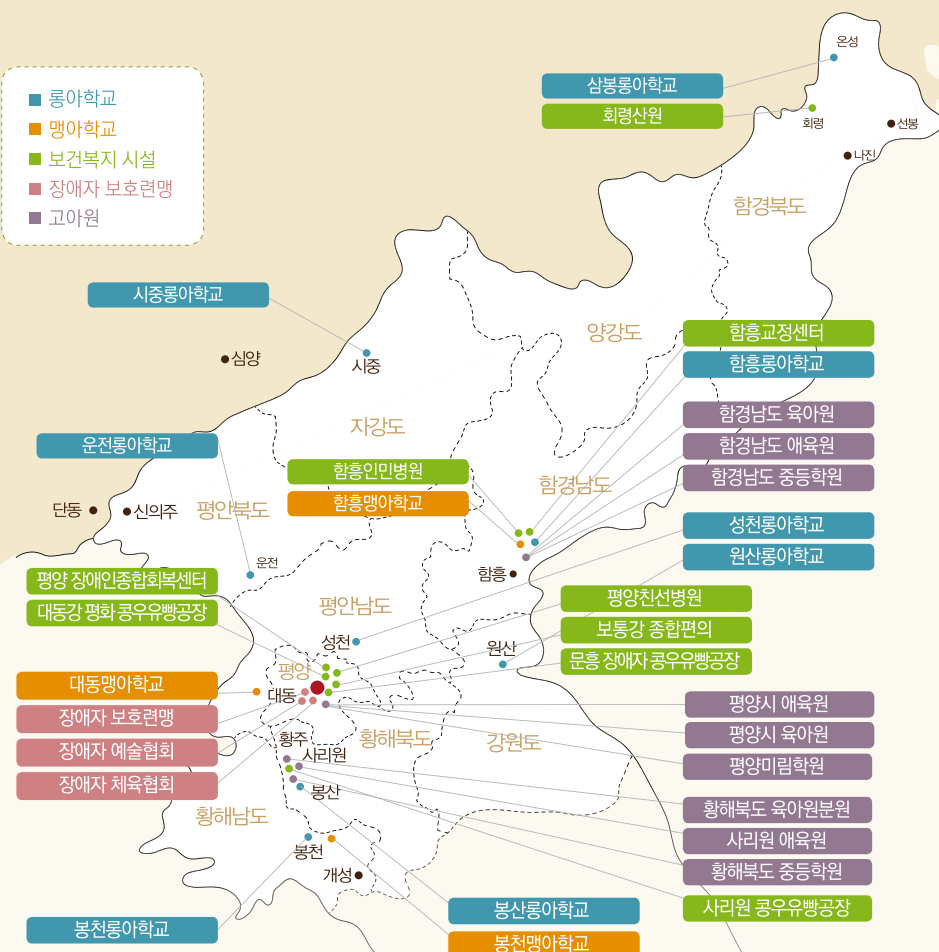 롱아학교
맹아학교
보건복지 시설
장애자 보호련맹
고아원
온성
삼봉롱아학교
회령산원
회령
선봉
나진
함경북도
시중롱아학교
심양
시중
양강도
함흥교정센터
함흥롱아학교
자강도
함경남도 육아원
함경남도 애육원
함경남도 중등학원
운전롱아학교
함흥인민병원
함흥맹아학교
함경남도
단동
신의주
평안북도
성천롱아학교
원산롱아학교
운전
함흥
평양 장애인종합회복센터
대동강 평화 콩우유빵공장
평안남도
평양친선병원
보통강 종합편의
문흥 장애자 콩우유빵공장
성천
원산
평양
대동
대동맹아학교
장애자 보호련맹
장애자 예술협회
장애자 체육협회
평양시 애육원
평양시 육아원
평양미림학원
황주
사리원
황해북도
강원도
봉산
황해남도
황해북도 육아원분원
사리원 애육원
황해북도 중등학원
사리원 콩우유빵공장
봉천
개성
봉천롱아학교
봉산롱아학교
봉천맹아학교